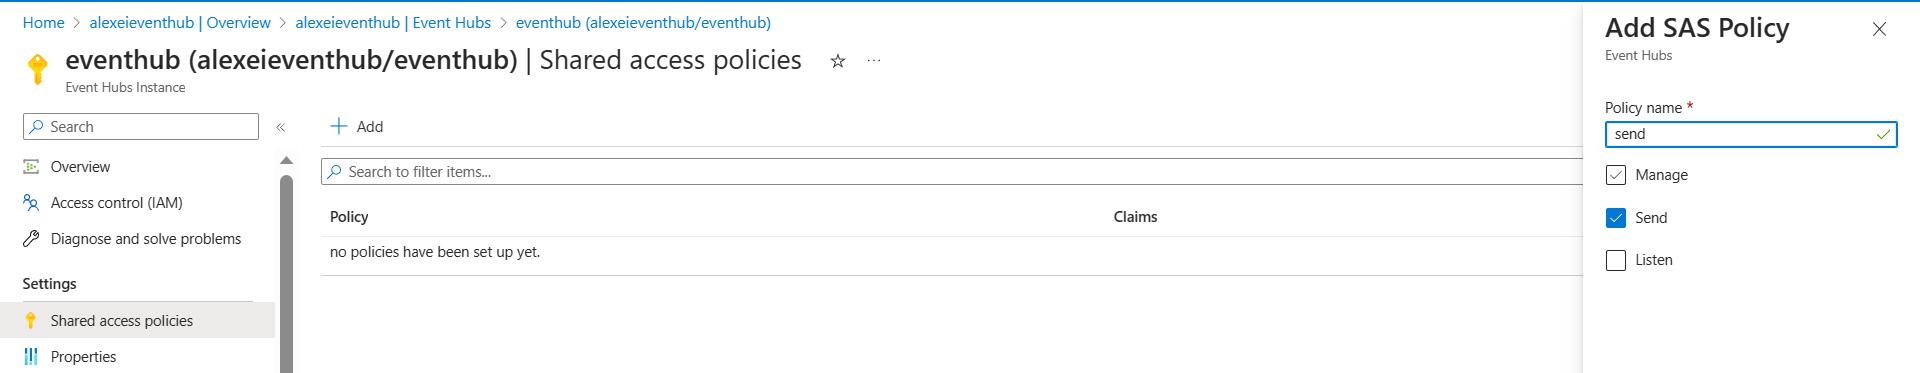 Home > alexeieventhub | Overview > alexeieventhub | Event Hubs > eventhub (alexeieventhub/eventhub)
eventhub (alexeieventhub/eventhub) | Shared access policies
Event Hubs Instance
Search
Overview
Access control (IAM)
Diagnose and solve problems
Settings
Shared access policies
Properties
Add
Search to filter items...
Policy Claims
no policies have been set up yet.
Add SAS Policy
Event Hubs
Policy name *
send
Manage
Send
Listen